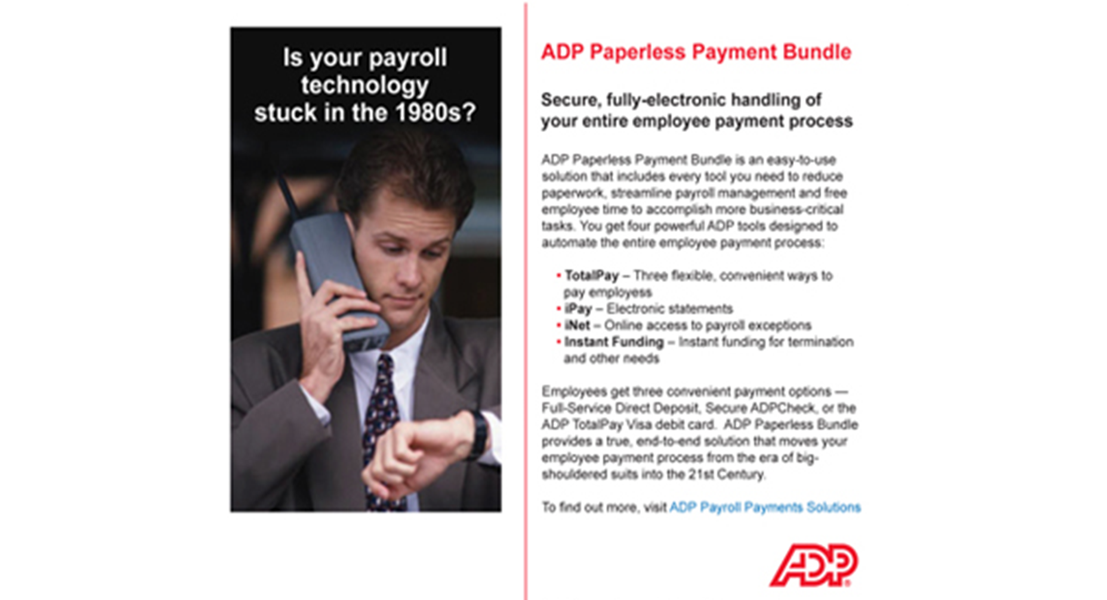 Is your payroll
technology
stuck in the 1980s?
ADP Paperless Payment Bundle
Secure, fully-electronic handling of
your entire employee payment process
ADP Paperless Payment Bundle is an easy-to-use
solution that includes every tool you need to reduce
paperwork, streamline payroll management and free
employee time to accomplish more business-critical
tasks. You get four powerful ADP tools designed to
automate the entire employee payment process:
• TotalPay – Three flexible, convenient ways to
pay employess
• iPay – Electronic statements
• iNet – Online access to payroll exceptions
• Instant Funding – Instant funding for termination
and other needs
Employees get three convenient payment options —
Full-Service Direct Deposit, Secure ADPCheck, or the
ADP TotalPay Visa debit card. ADP Paperless Bundle
provides a true, end-to-end solution that moves your
employee payment process from the era of big-
shouldered suits into the 21st Century.
To find out more, visit ADP Payroll Payments Solutions
ADP